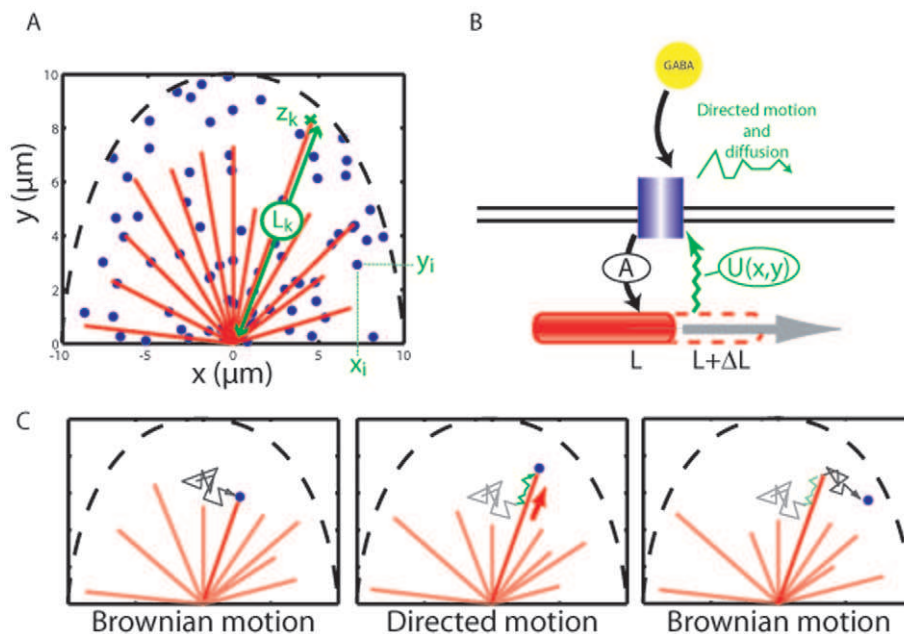 A
y (μm)
10
8
6
4
2
0
-10
-5
0
5
10
x (μm)
z_k
L_k
y_i
x_i
B
GABA
Directed motion
and
diffusion
A
U(x,y)
L
L+ΔL
C
Brownian motion
Directed motion
Brownian motion